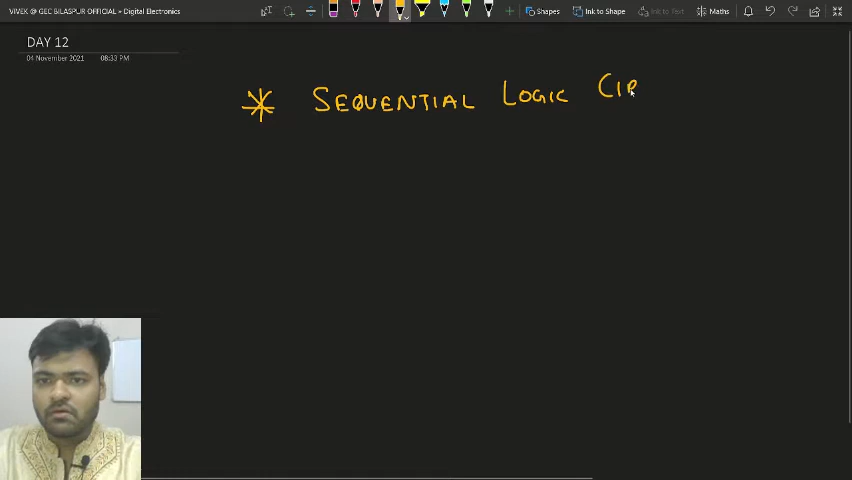 VIVEK @ GEC BILASPUR OFFICIAL » Digital Electronics
Shapes
Ink to Shape
Ink to Text
Maths
DAY 12
04 November 2021 08:33 PM
* SEQUENTIAL LOGIC CIR